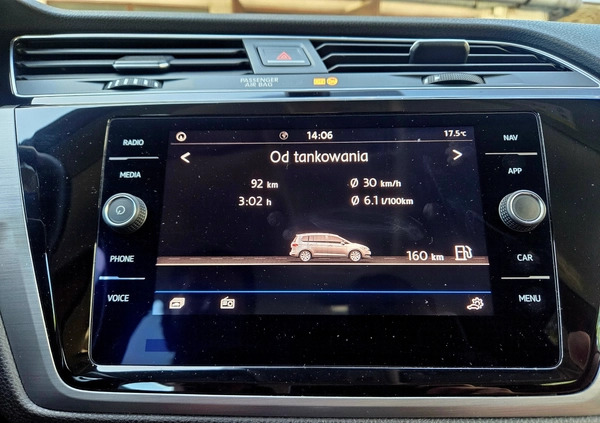 PASSENGER
AIR BAG
RADIO
MEDIA
PHONE
VOICE
14:06
17.5°C
< Od tankowania >
92 km
Ø 30 km/h
3:02 h
Ø 6.1 l/100km
160 km
NAV
APP
CAR
MENU